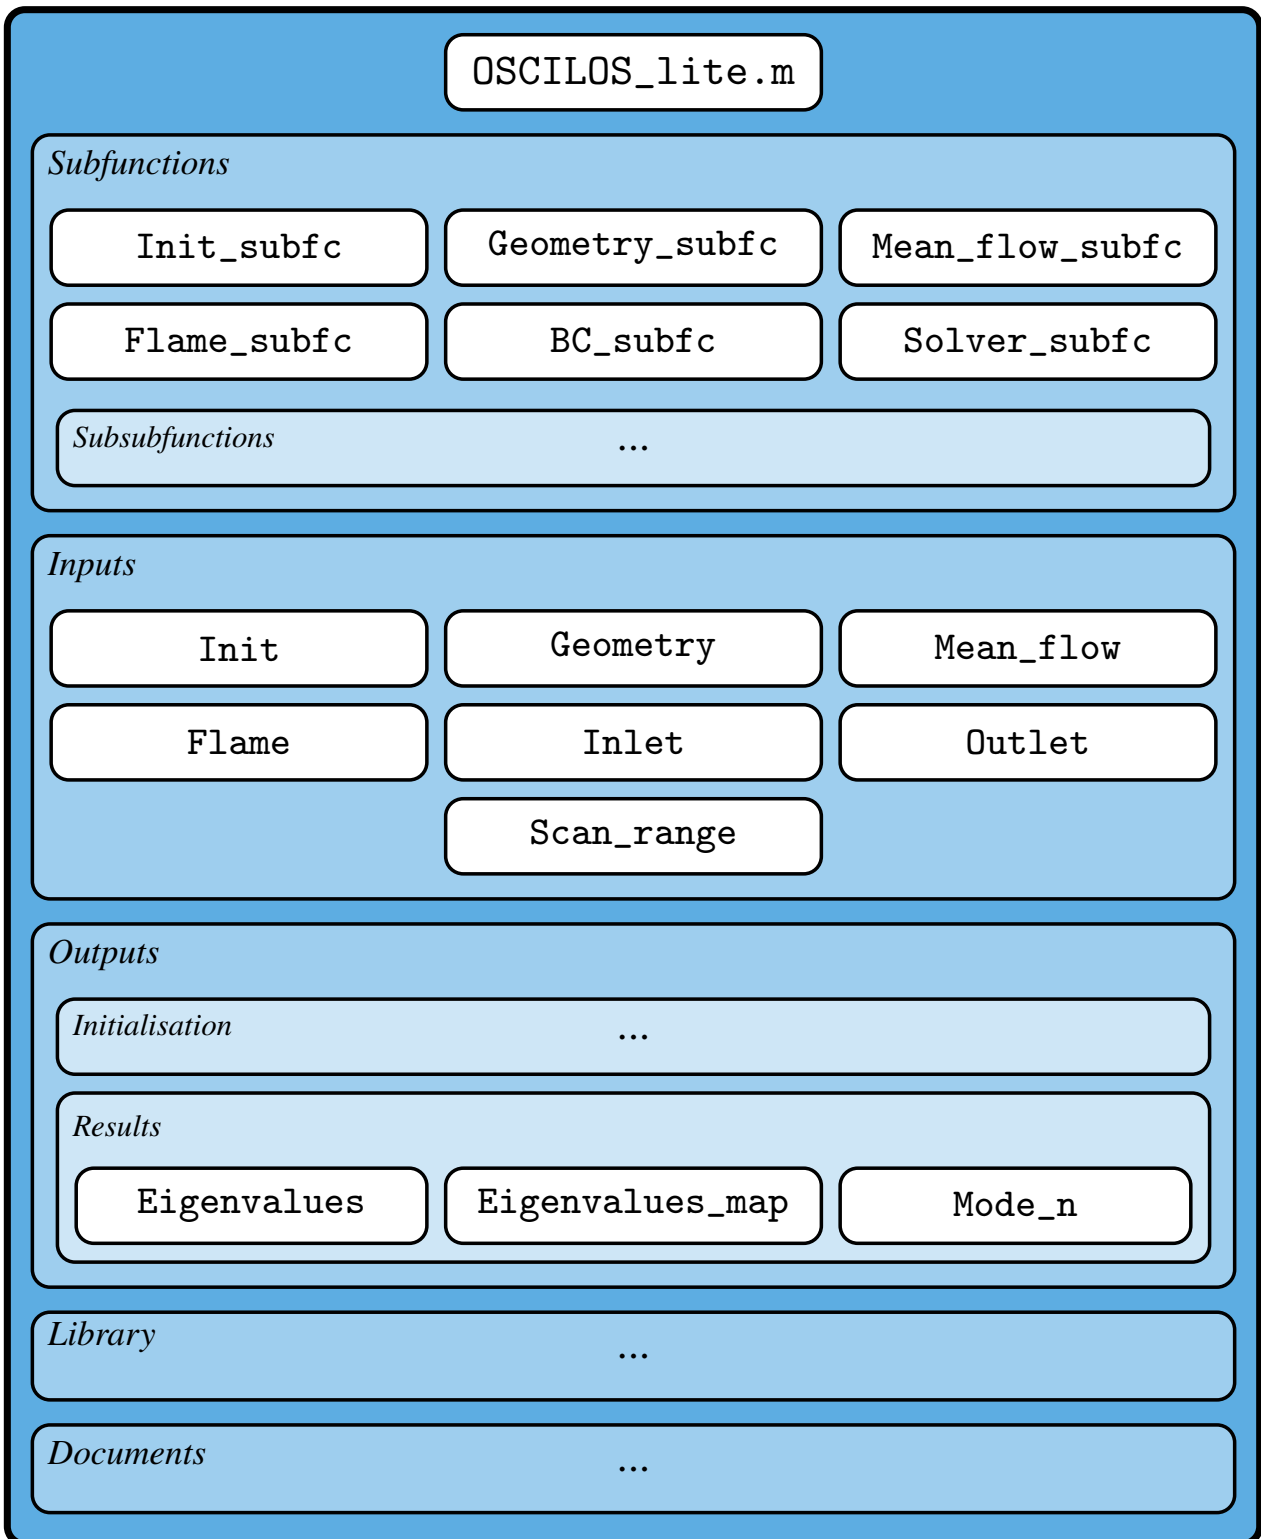 OSCILOS_lite.m
Subfunctions
Init_subfc
Geometry_subfc
Mean_flow_subfc
Flame_subfc
BC_subfc
Solver_subfc
Subsubfunctions
...
Inputs
Init
Geometry
Mean_flow
Flame
Inlet
Outlet
Scan_range
Outputs
Initialisation
...
Results
Eigenvalues
Eigenvalues_map
Mode_n
Library
...
Documents
...